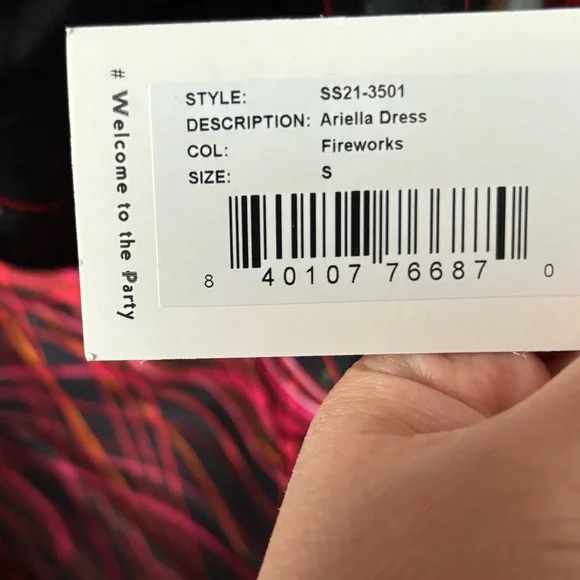 # Welcome to the Party
STYLE: SS21-3501
DESCRIPTION: Ariella Dress
COL: Fireworks
SIZE: S
8 40107 76687 0